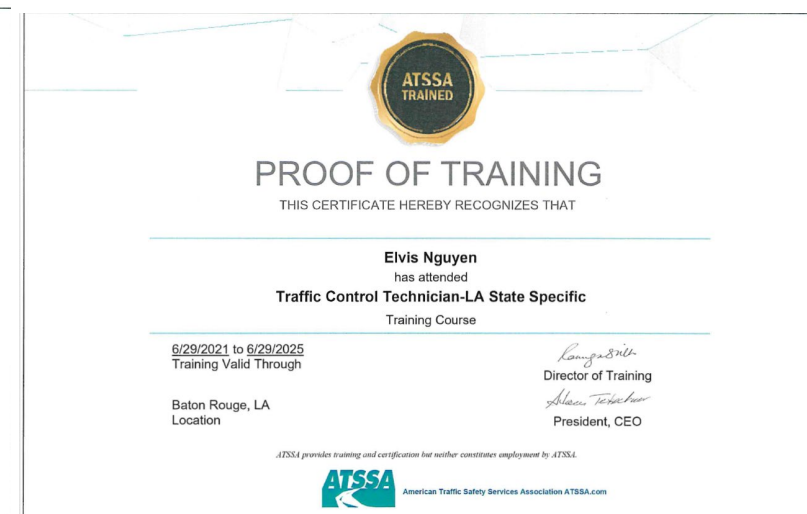 ATSSA
TRAINED
PROOF OF TRAINING
THIS CERTIFICATE HEREBY RECOGNIZES THAT
Elvis Nguyen
has attended
Traffic Control Technician-LA State Specific
Training Course
6/29/2021 to 6/29/2025
Training Valid Through
Director of Training
Baton Rouge, LA
Location
President, CEO
ATSSA provides training and certification but neither constitutes employment by ATSSA.
ATSSA
American Traffic Safety Services Association ATSSA.com